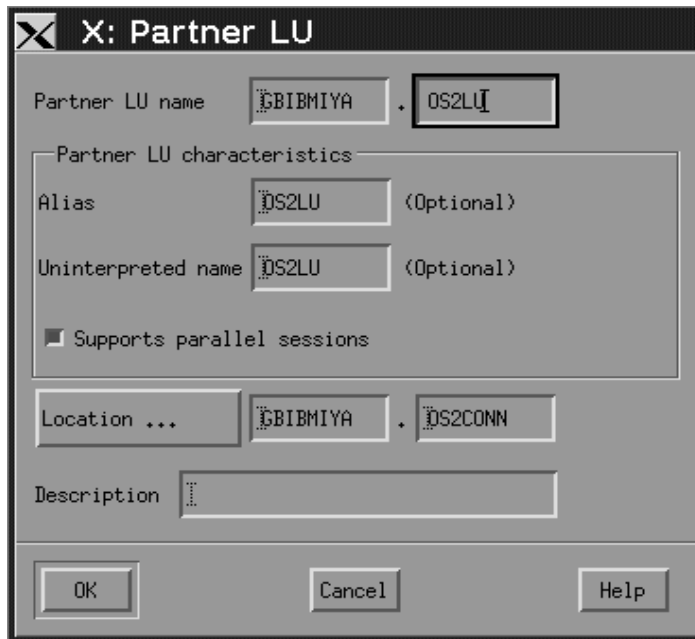 X: Partner LU
Partner LU name GBIBMIYA . OS2LU
Partner LU characteristics
Alias OS2LU (Optional)
Uninterpreted name OS2LU (Optional)
Supports parallel sessions
Location ... GBIBMIYA . OS2CONN
Description
OK Cancel Help